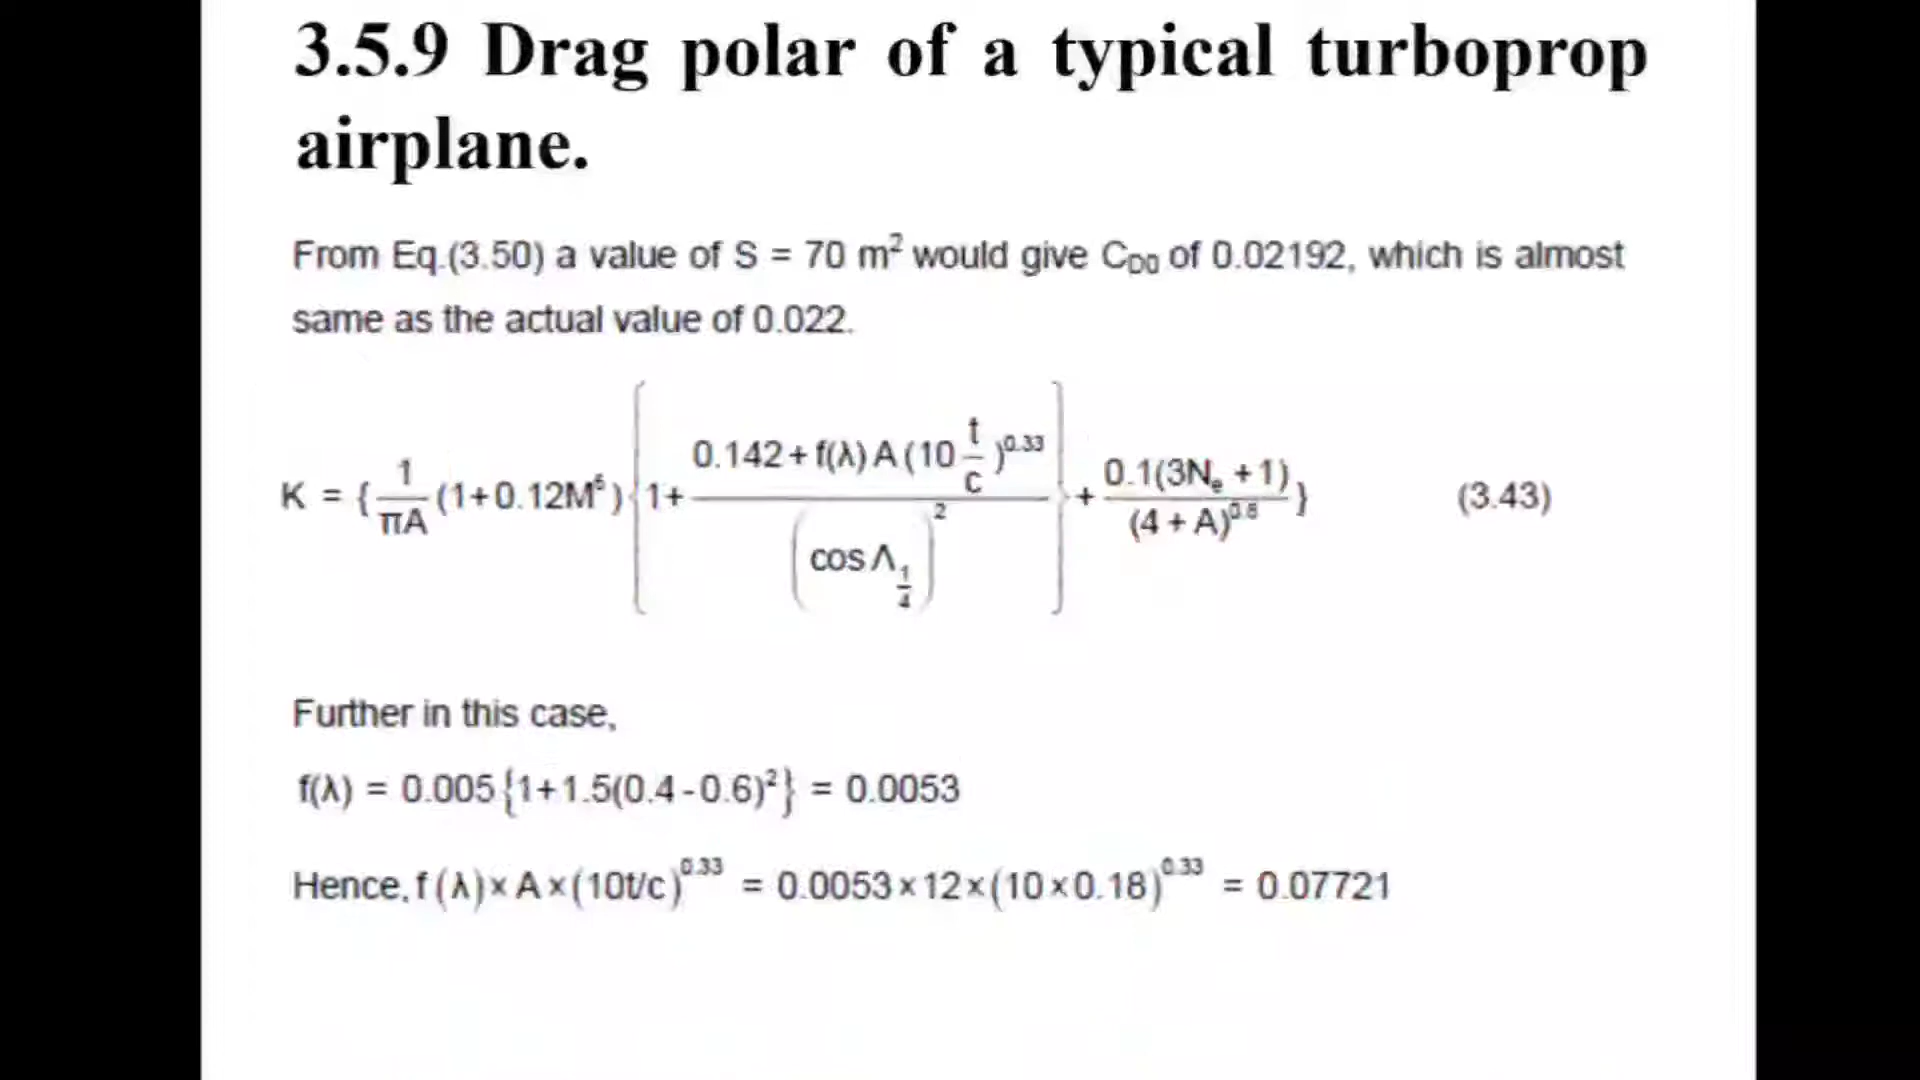 3.5.9 Drag polar of a typical turboprop
airplane.
From Eq.(3.50) a value of S = 70 m² would give C_D0 of 0.02192, which is almost
same as the actual value of 0.022.
K = {1/πA (1+0.12M⁶) {1+ (0.142+f(λ)A(10 t/c)^0.33)/(cos Λ_1/4)²} + 0.1(3Nₑ+1)/(4+A)^0.8} (3.43)
Further in this case,
f(λ) = 0.005{1+1.5(0.4-0.6)²} = 0.0053
Hence, f(λ)×A×(10t/c)^0.33 = 0.0053×12×(10×0.18)^0.33 = 0.07721